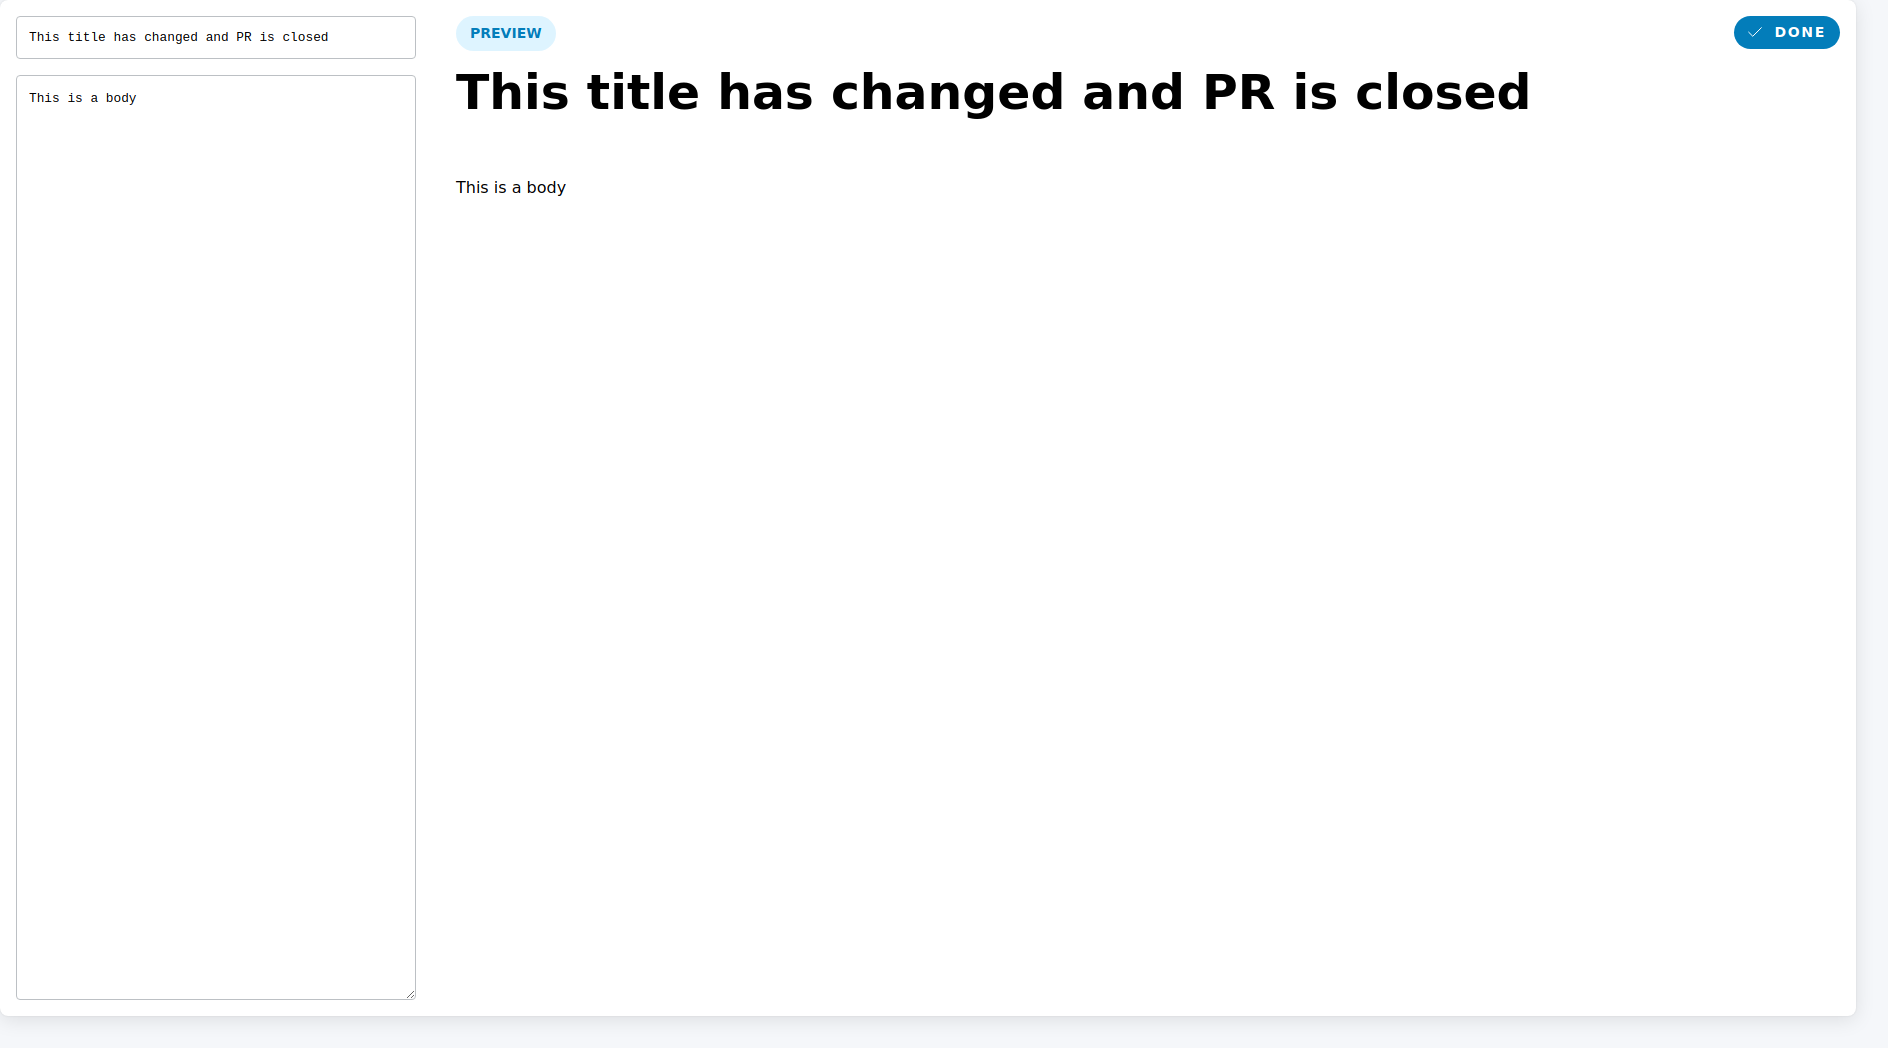 This title has changed and PR is closed
This is a body
PREVIEW
DONE
This title has changed and PR is closed
This is a body